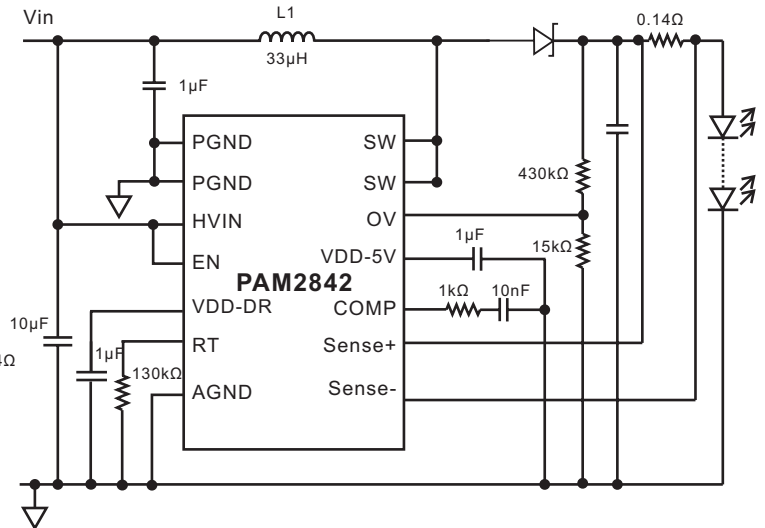 Vin
L1
33µH
0.14Ω
1µF
PGND
SW
PGND
SW
430kΩ
HVIN
OV
EN
VDD-5V
1µF
15kΩ
PAM2842
VDD-DR
COMP
1kΩ
10nF
10µF
1µF
RT
Sense+
130kΩ
AGND
Sense-